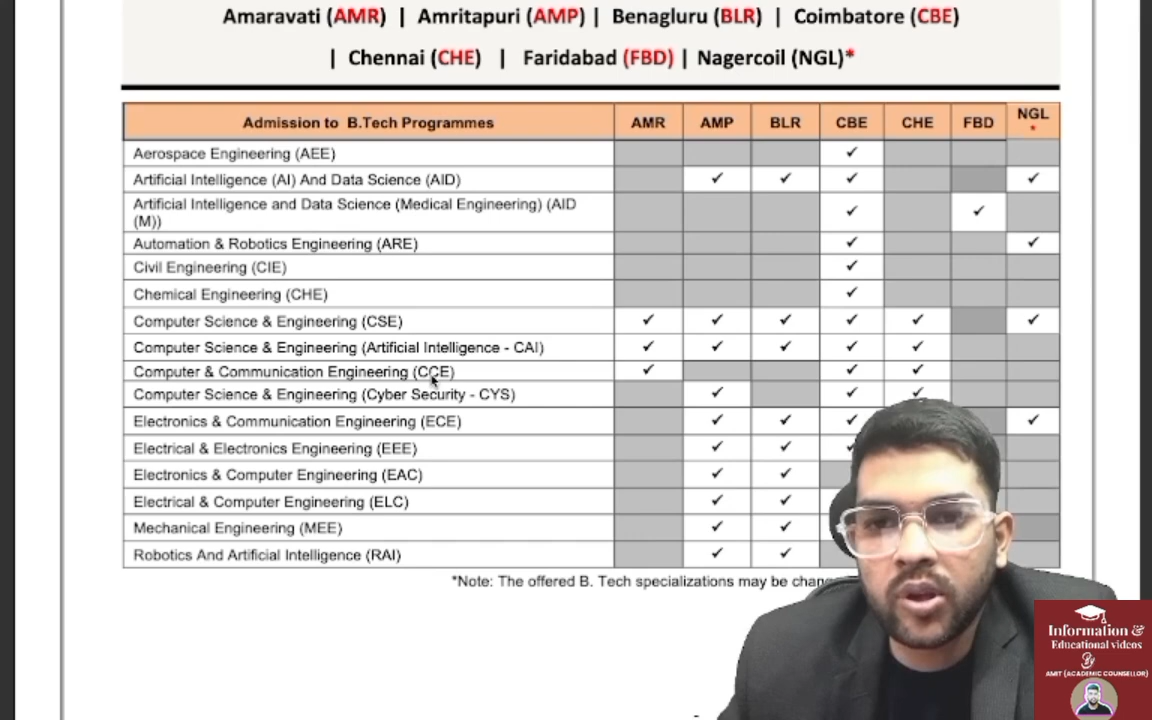 Amaravati (AMR) | Amritapuri (AMP) | Benagluru (BLR) | Coimbatore (CBE)
| Chennai (CHE) | Faridabad (FBD) | Nagercoil (NGL)*
Admission to B.Tech Programmes AMR AMP BLR CBE CHE FBD NGL *
Aerospace Engineering (AEE) ✓
Artificial Intelligence (AI) And Data Science (AID) ✓ ✓ ✓ ✓
Artificial Intelligence and Data Science (Medical Engineering) (AID
(M)) ✓ ✓
Automation & Robotics Engineering (ARE) ✓ ✓
Civil Engineering (CIE) ✓
Chemical Engineering (CHE) ✓
Computer Science & Engineering (CSE) ✓ ✓ ✓ ✓ ✓ ✓
Computer Science & Engineering (Artificial Intelligence - CAI) ✓ ✓ ✓ ✓ ✓
Computer & Communication Engineering (CCE) ✓ ✓ ✓
Computer Science & Engineering (Cyber Security - CYS) ✓ ✓ ✓
Electronics & Communication Engineering (ECE) ✓ ✓ ✓ ✓
Electrical & Electronics Engineering (EEE) ✓ ✓ ✓
Electronics & Computer Engineering (EAC) ✓ ✓
Electrical & Computer Engineering (ELC) ✓ ✓
Mechanical Engineering (MEE) ✓ ✓
Robotics And Artificial Intelligence (RAI) ✓ ✓
*Note: The offered B. Tech specializations may be
Information &
Educational videos
By
AMIT (ACADEMIC COUNSELLOR)